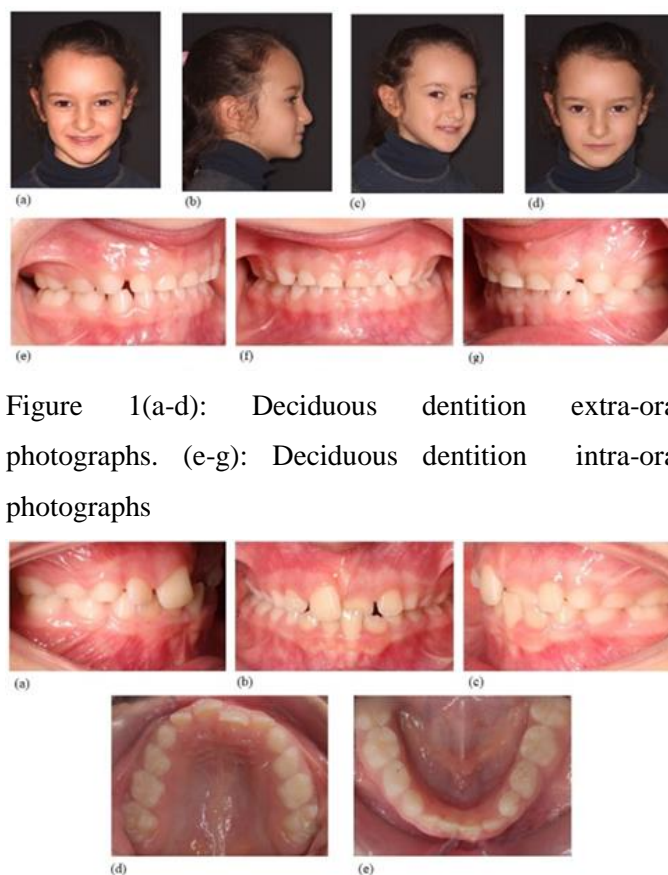 (a) (b) (c) (d)
(e) (f) (g)
Figure 1(a-d): Deciduous dentition extra-ora
photographs. (e-g): Deciduous dentition intra-ora
photographs
(a) (b) (c)
(d) (e)